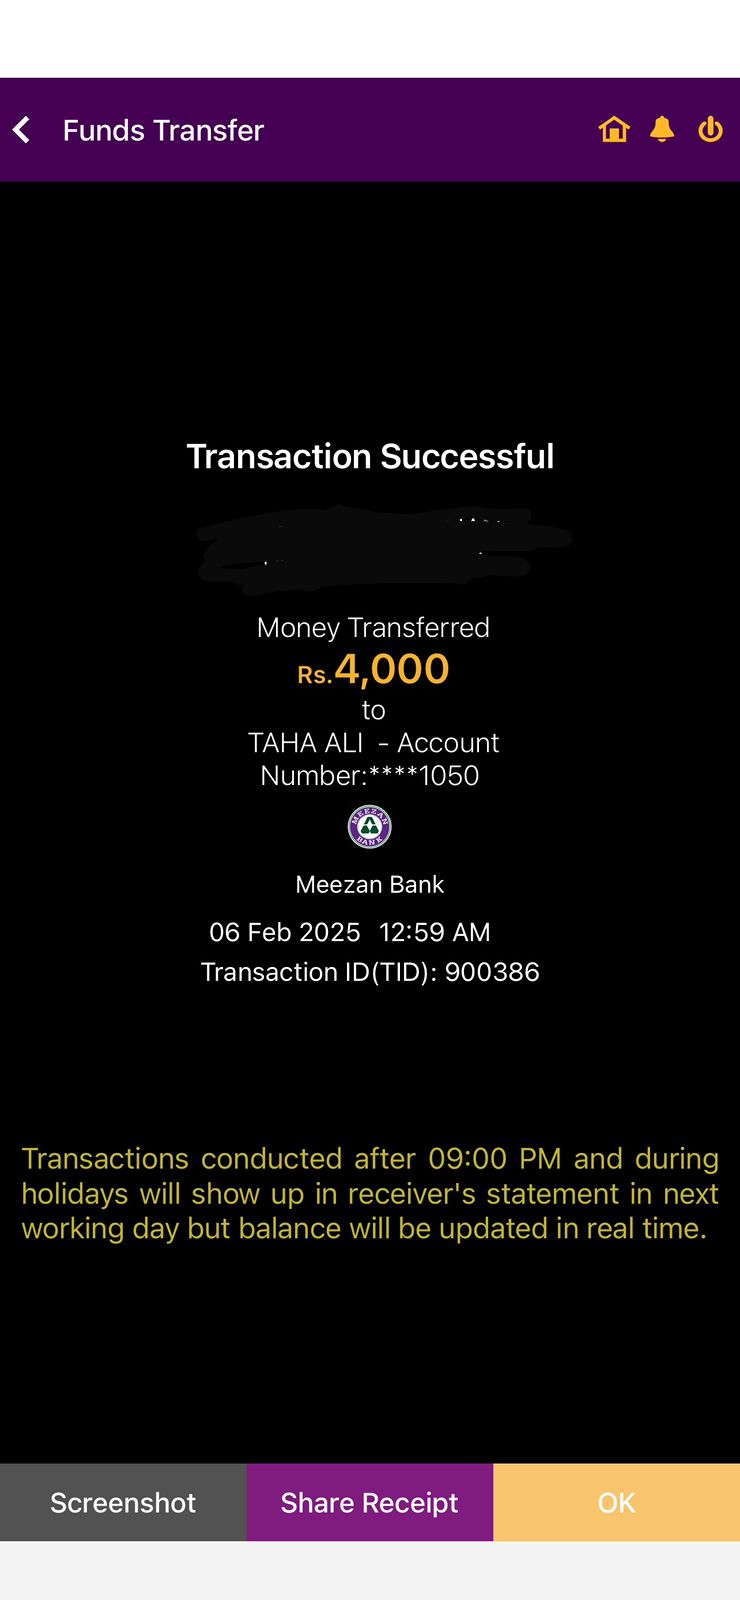 Funds Transfer
Transaction Successful
Money Transferred
Rs.4,000
to
TAHA ALI - Account
Number:****1050
MEEZAN BANK
Meezan Bank
06 Feb 2025 12:59 AM
Transaction ID(TID): 900386
Transactions conducted after 09:00 PM and during
holidays will show up in receiver's statement in next
working day but balance will be updated in real time.
Screenshot Share Receipt OK